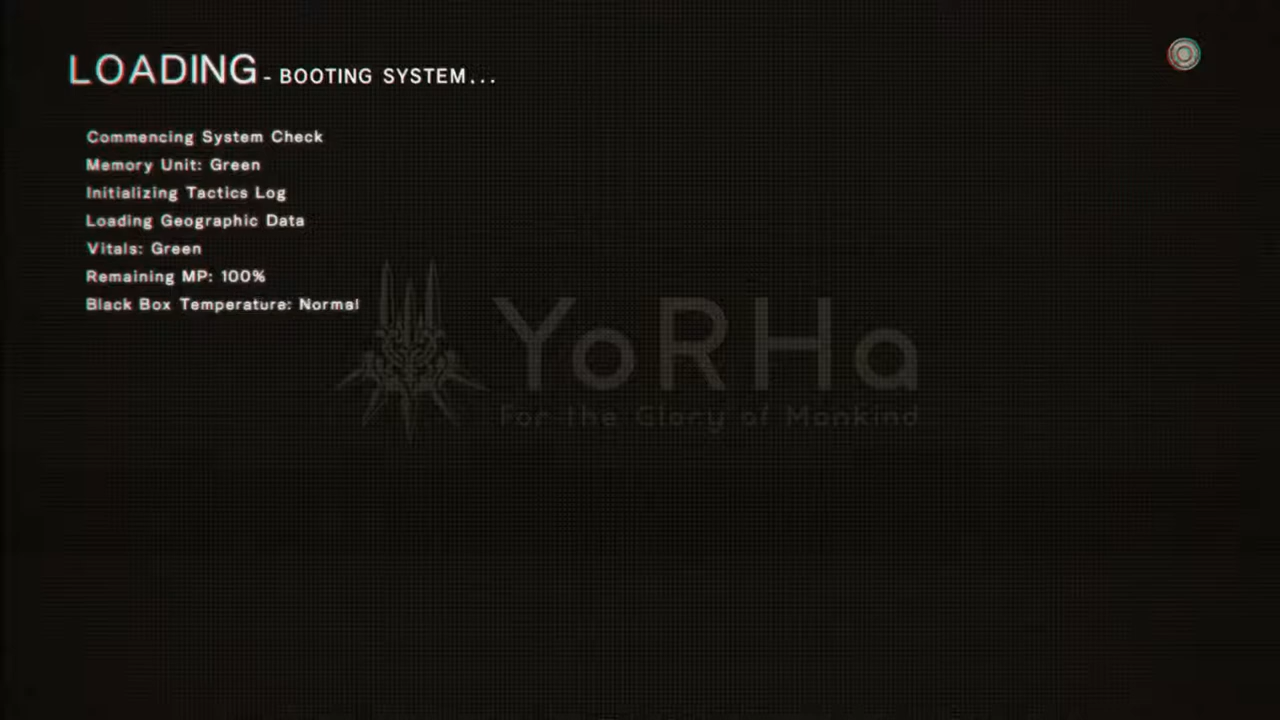 LOADING - BOOTING SYSTEM...
Commencing System Check
Memory Unit: Green
Initializing Tactics Log
Loading Geographic Data
Vitals: Green
Remaining MP: 100%
Black Box Temperature: Normal
YoRHa
For the Glory of Mankind